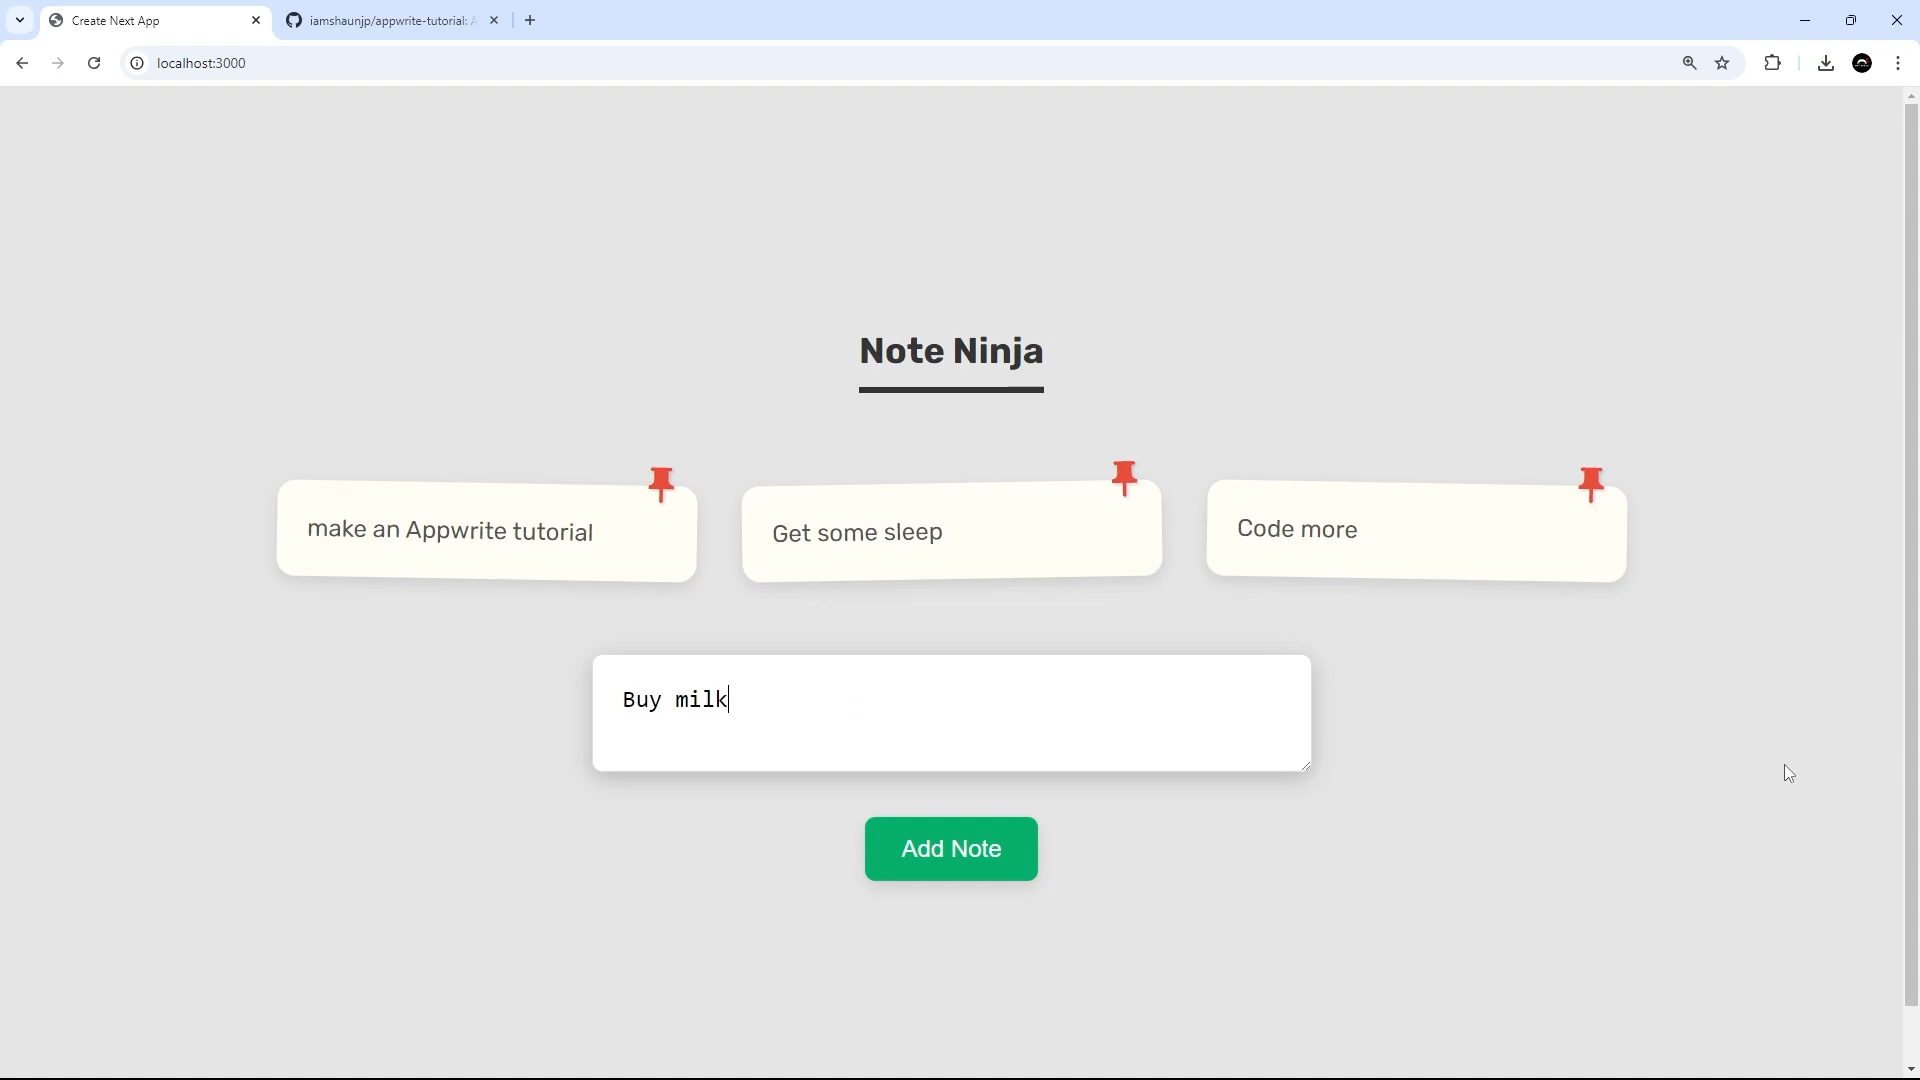 Create Next App
iamshaunjp/appwrite-tutorial: A
localhost:3000
Note Ninja
make an Appwrite tutorial
Get some sleep
Code more
Buy milk
Add Note